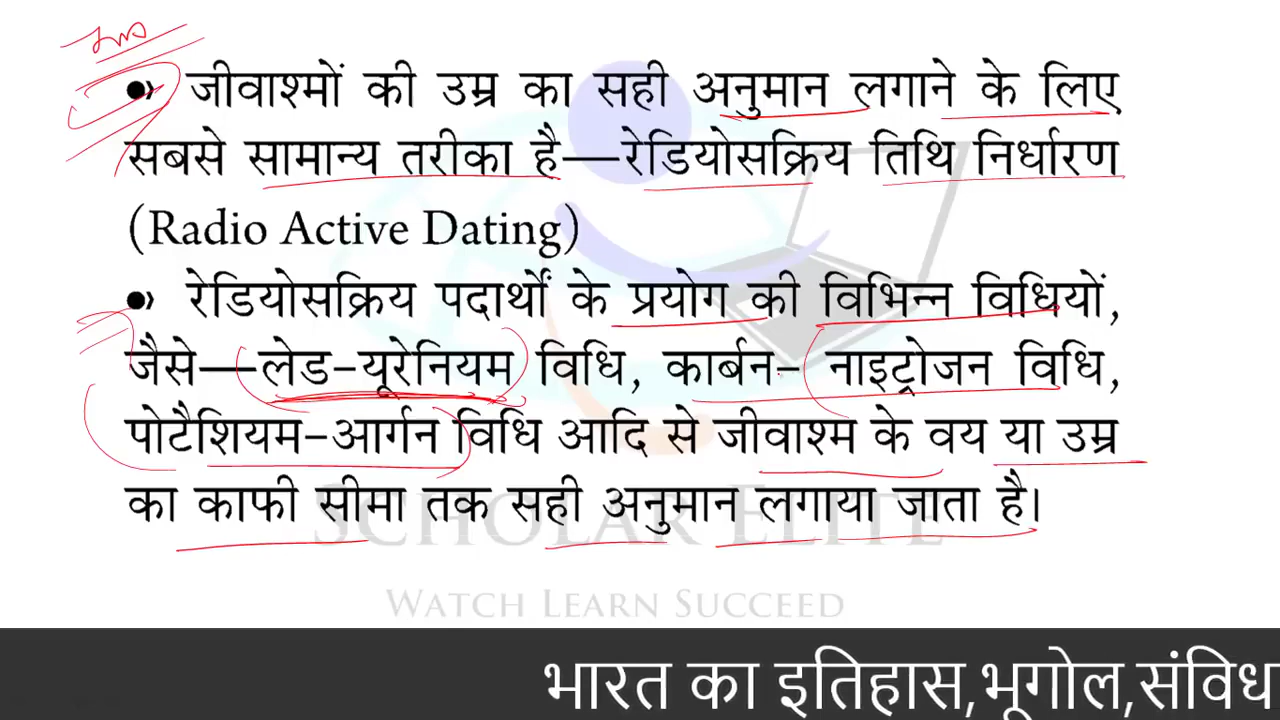 •» जीवाश्मों की उम्र का सही अनुमान लगाने के लिए
सबसे सामान्य तरीका है—रेडियोसक्रिय तिथि निर्धारण
(Radio Active Dating)
•» रेडियोसक्रिय पदार्थों के प्रयोग की विभिन्न विधियों,
जैसे—लेड-यूरेनियम विधि, कार्बन- नाइट्रोजन विधि,
पोटैशियम-आर्गन विधि आदि से जीवाश्म के वय या उम्र
का काफी सीमा तक सही अनुमान लगाया जाता है।
SCHOLAR ELITE
WATCH LEARN SUCCEED
भारत का इतिहास,भूगोल,संविध